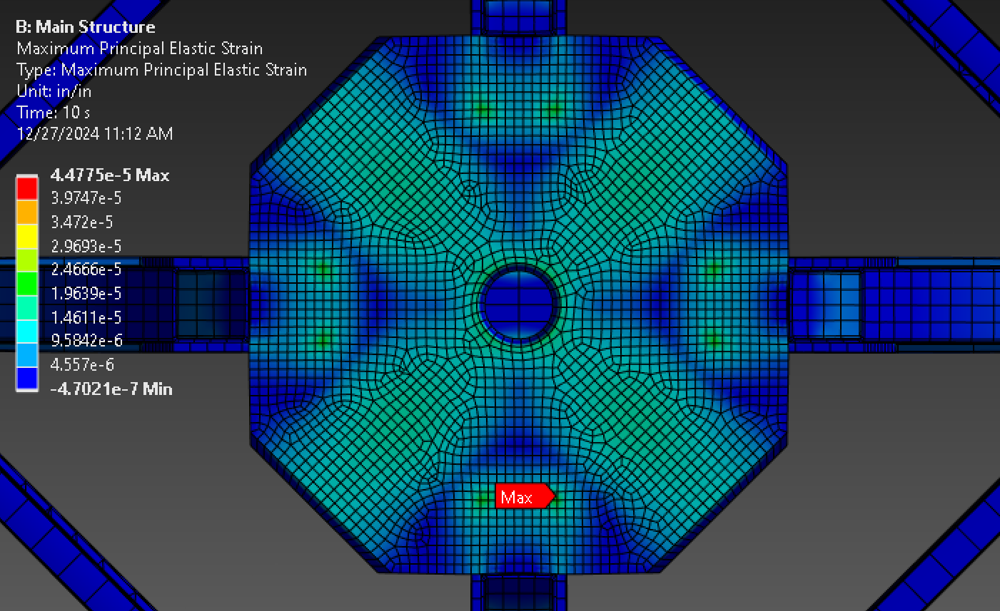 B: Main Structure
Maximum Principal Elastic Strain
Type: Maximum Principal Elastic Strain
Unit: in/in
Time: 10 s
12/27/2024 11:12 AM
4.4775e-5 Max
3.9747e-5
3.472e-5
2.9693e-5
2.4666e-5
1.9639e-5
1.4611e-5
9.5842e-6
4.557e-6
-4.7021e-7 Min
Max